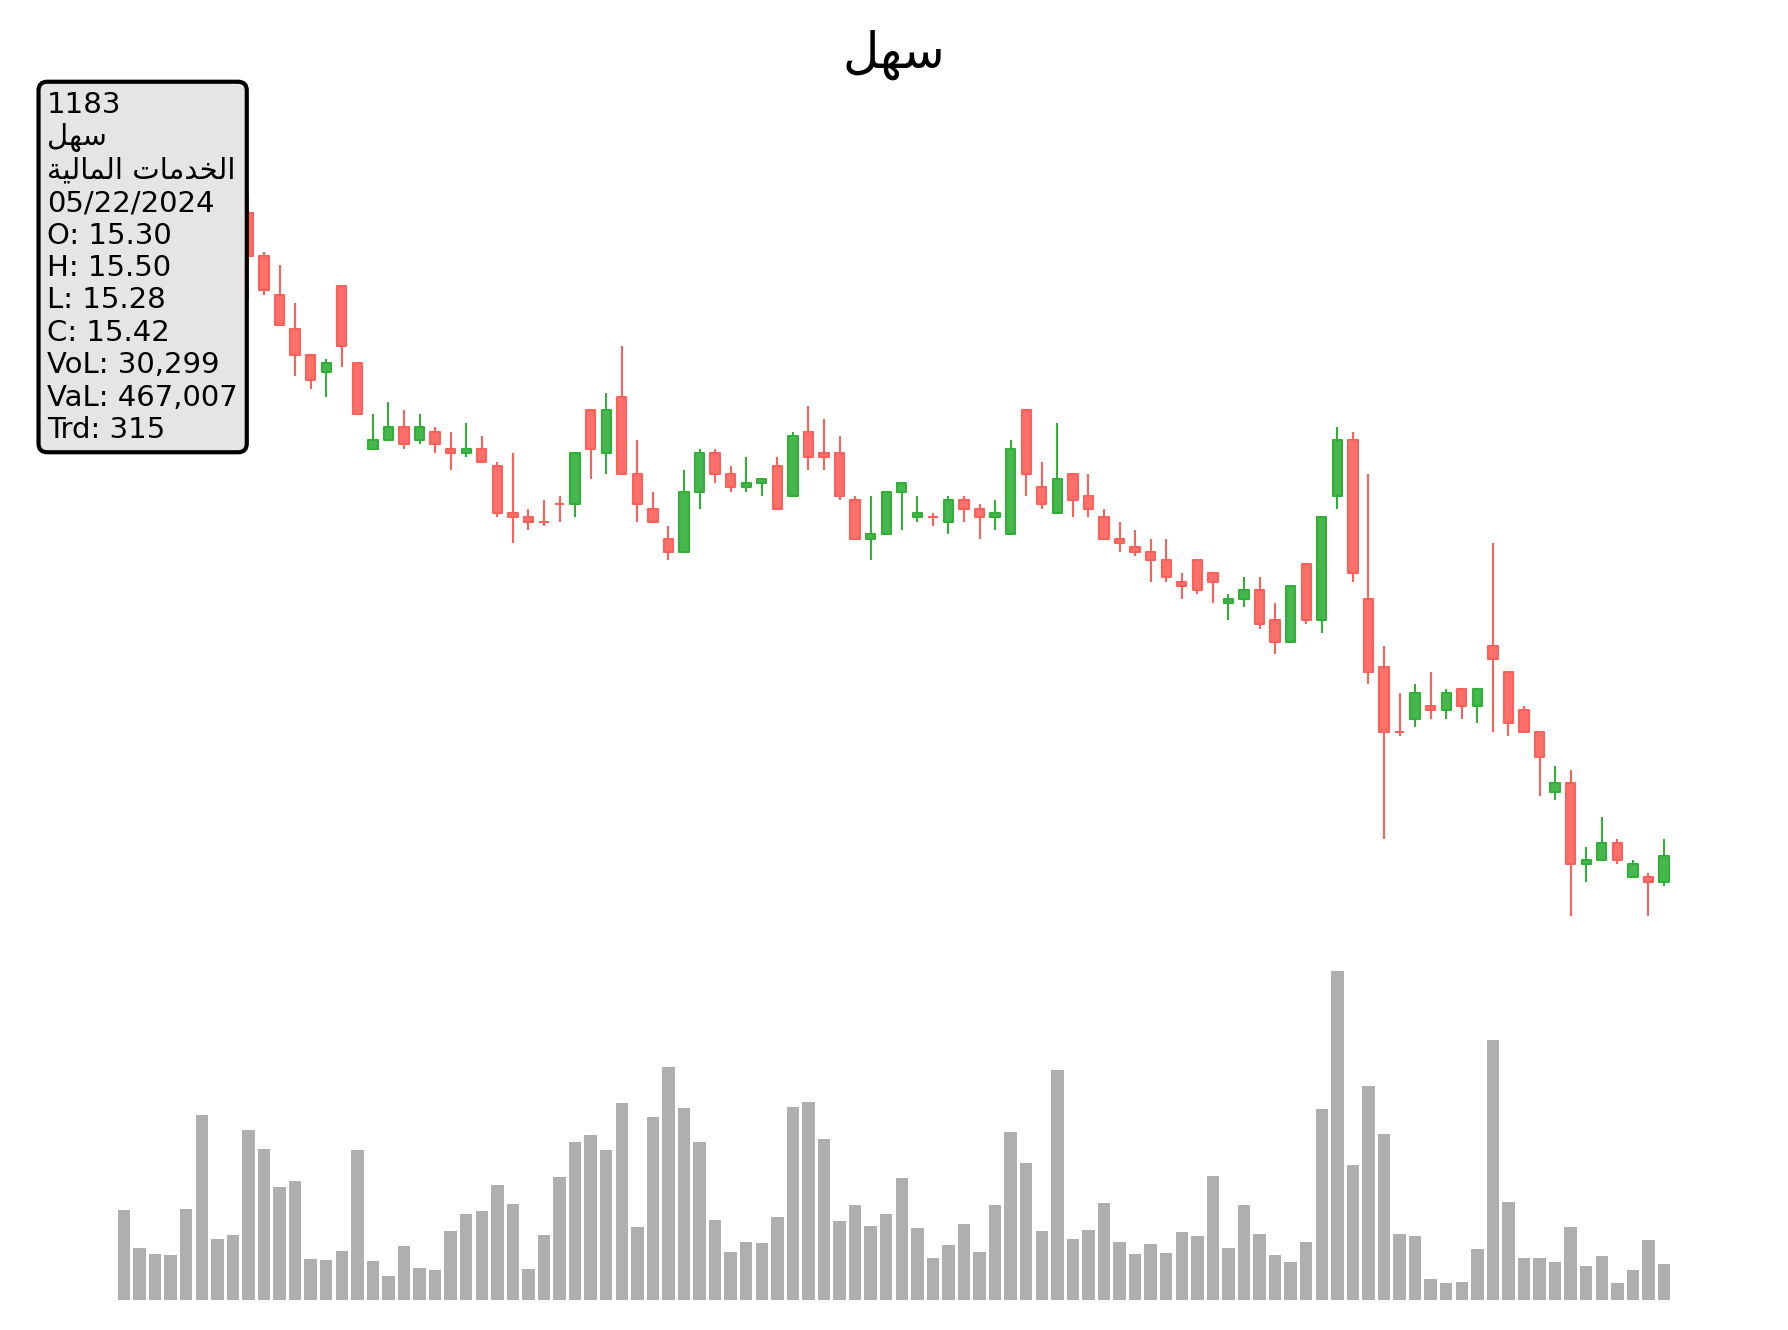 سهل
1183
سهل
الخدمات المالية
05/22/2024
O: 15.30
H: 15.50
L: 15.28
C: 15.42
VoL: 30,299
VaL: 467,007
Trd: 315